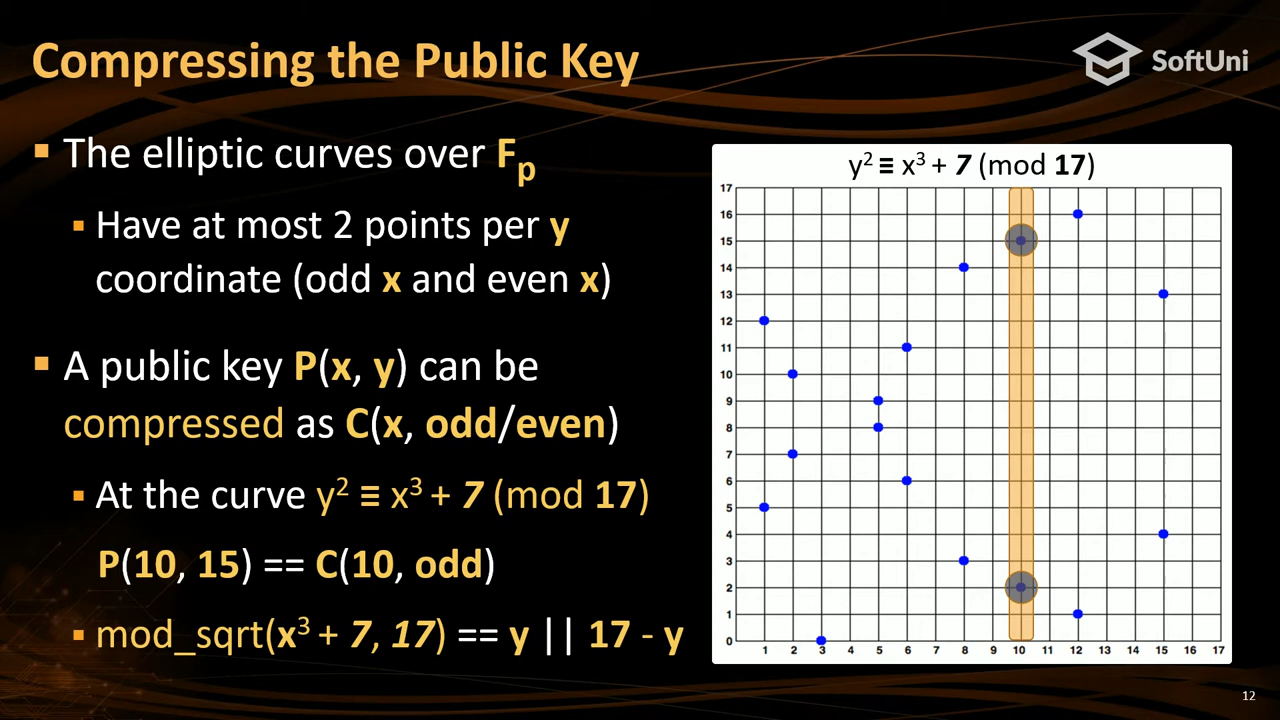 Compressing the Public Key
SoftUni
▪ The elliptic curves over Fp
▪ Have at most 2 points per y
coordinate (odd x and even x)
▪ A public key P(x, y) can be
compressed as C(x, odd/even)
▪ At the curve y² ≡ x³ + 7 (mod 17)
P(10, 15) == C(10, odd)
▪ mod_sqrt(x³ + 7, 17) == y || 17 - y
y² ≡ x³ + 7 (mod 17)
17
16
15
14
13
12
11
10
9
8
7
6
5
4
3
2
1
0
1 2 3 4 5 6 7 8 9 10 11 12 13 14 15 16 17
12